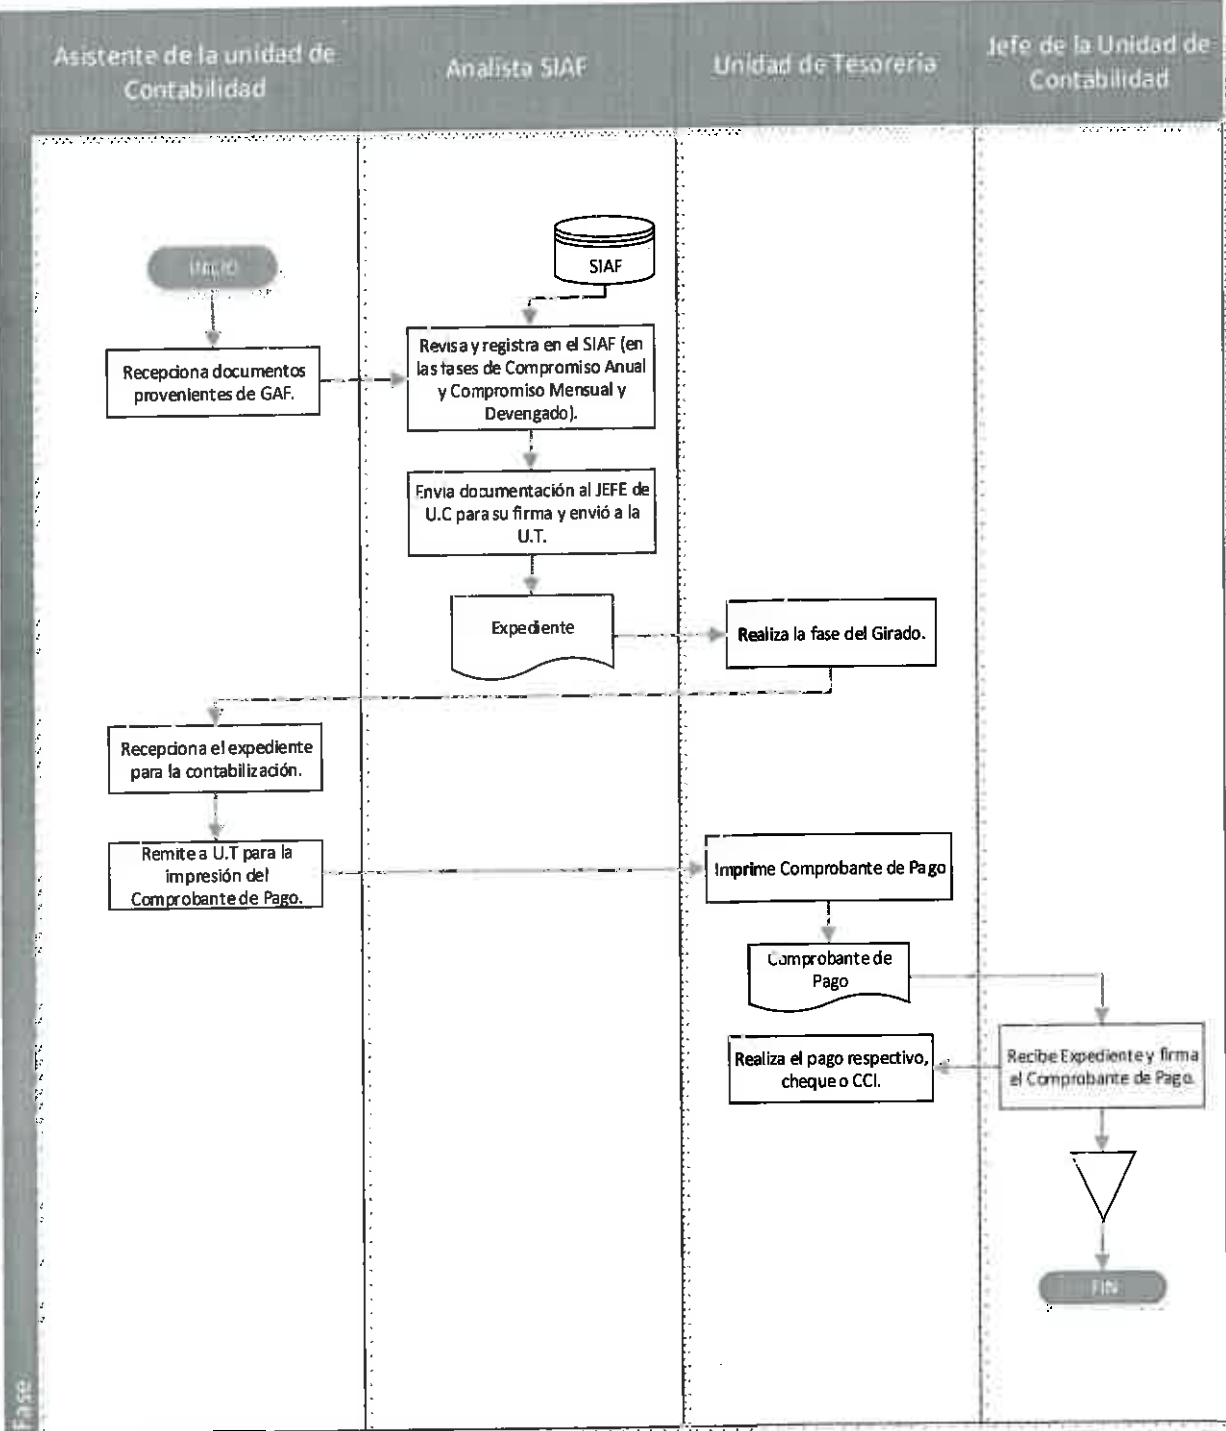 Asistente de la unidad de
Contabilidad
Analista SIAF
Unidad de Tesorería
Jefe de la Unidad de
Contabilidad
INICIO
SIAF
Recepciona documentos
provenientes de GAF.
Revisa y registra en el SIAF (en
las fases de Compromiso Anual
y Compromiso Mensual y
Devengado).
Envia documentación al JEFE de
U.C para su firma y envió a la
U.T.
Expediente
Realiza la fase del Girado.
Recepciona el expediente
para la contabilización.
Remite a U.T para la
impresión del
Comprobante de Pago.
Imprime Comprobante de Pago
Comprobante de
Pago
Realiza el pago respectivo,
cheque o CCI.
Recibe Expediente y firma
el Comprobante de Pago.
FIN
Fase